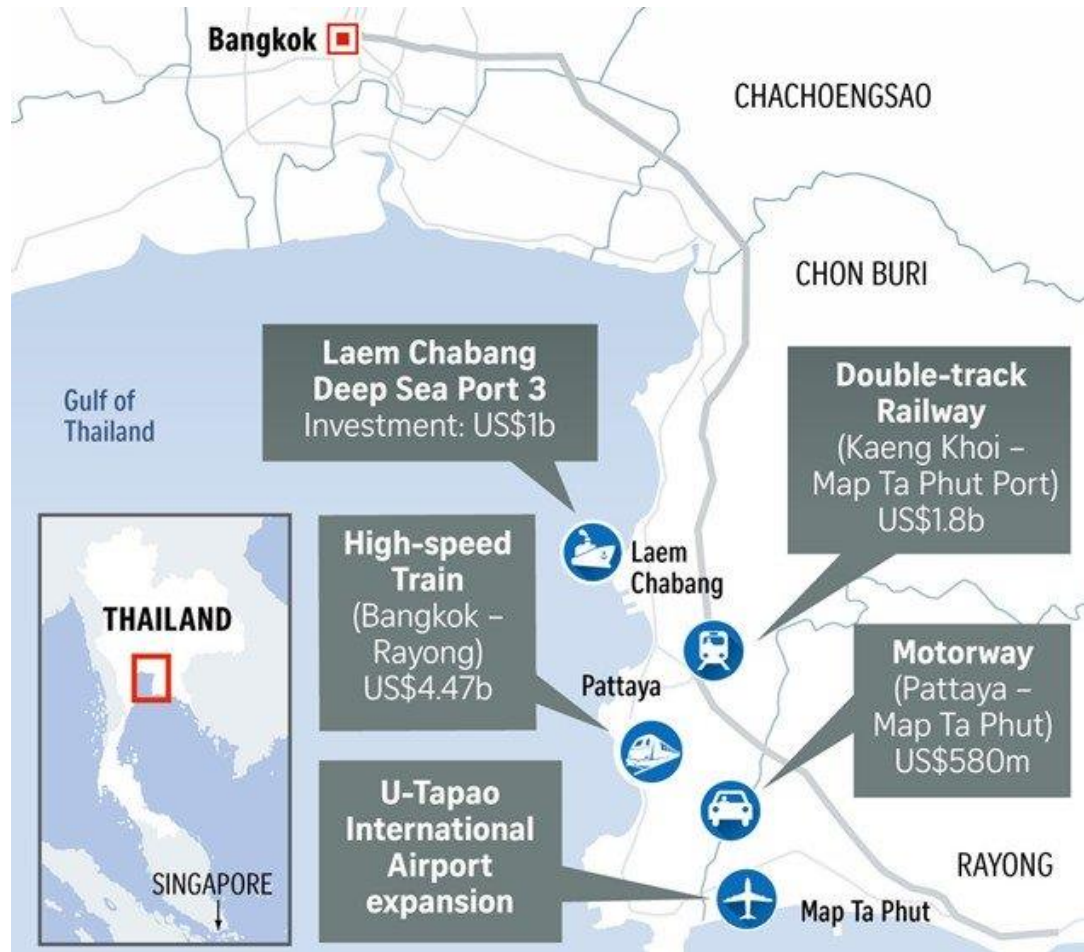 Bangkok
CHACHOENGSAO
CHON BURI
Laem Chabang
Deep Sea Port 3
Investment: US$1b
Double-track
Railway
(Kaeng Khoi –
Map Ta Phut Port)
US$1.8b
Gulf of
Thailand
High-speed
Train
(Bangkok –
Rayong)
US$4.47b
Laem
Chabang
THAILAND
SINGAPORE
Pattaya
Motorway
(Pattaya –
Map Ta Phut)
US$580m
U-Tapao
International
Airport
expansion
RAYONG
Map Ta Phut